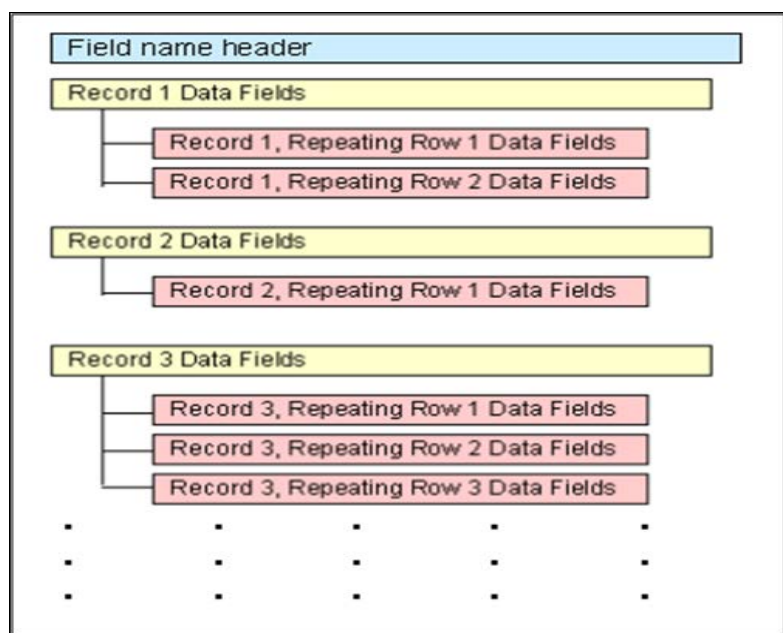 Field name header
Record 1 Data Fields
Record 1, Repeating Row 1 Data Fields
Record 1, Repeating Row 2 Data Fields
Record 2 Data Fields
Record 2, Repeating Row 1 Data Fields
Record 3 Data Fields
Record 3, Repeating Row 1 Data Fields
Record 3, Repeating Row 2 Data Fields
Record 3, Repeating Row 3 Data Fields